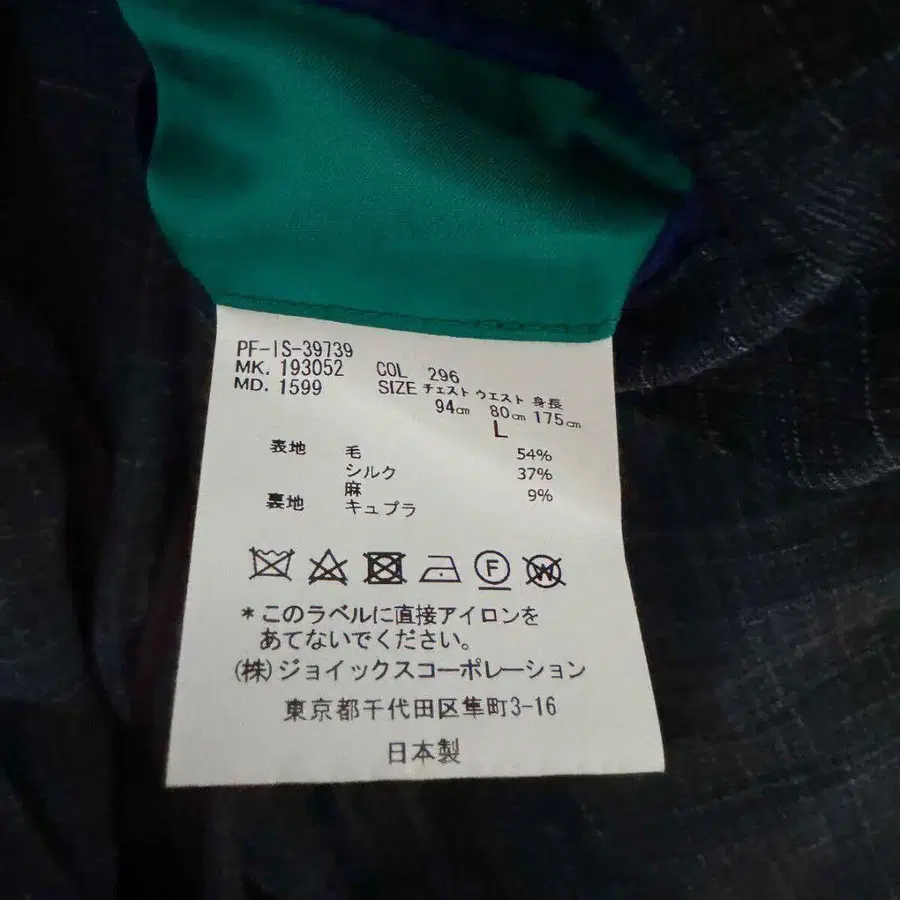 PF-IS-39739
MK. 193052 COL 296
MD. 1599 SIZE チェスト ウエスト 身長
94cm 80cm 175cm
L
表地 毛 54%
シルク 37%
麻 9%
裏地 キュプラ
F
W
*このラベルに直接アイロンを
あてないでください。
(株)ジョイックスコーポレーション
東京都千代田区隼町3-16
日本製